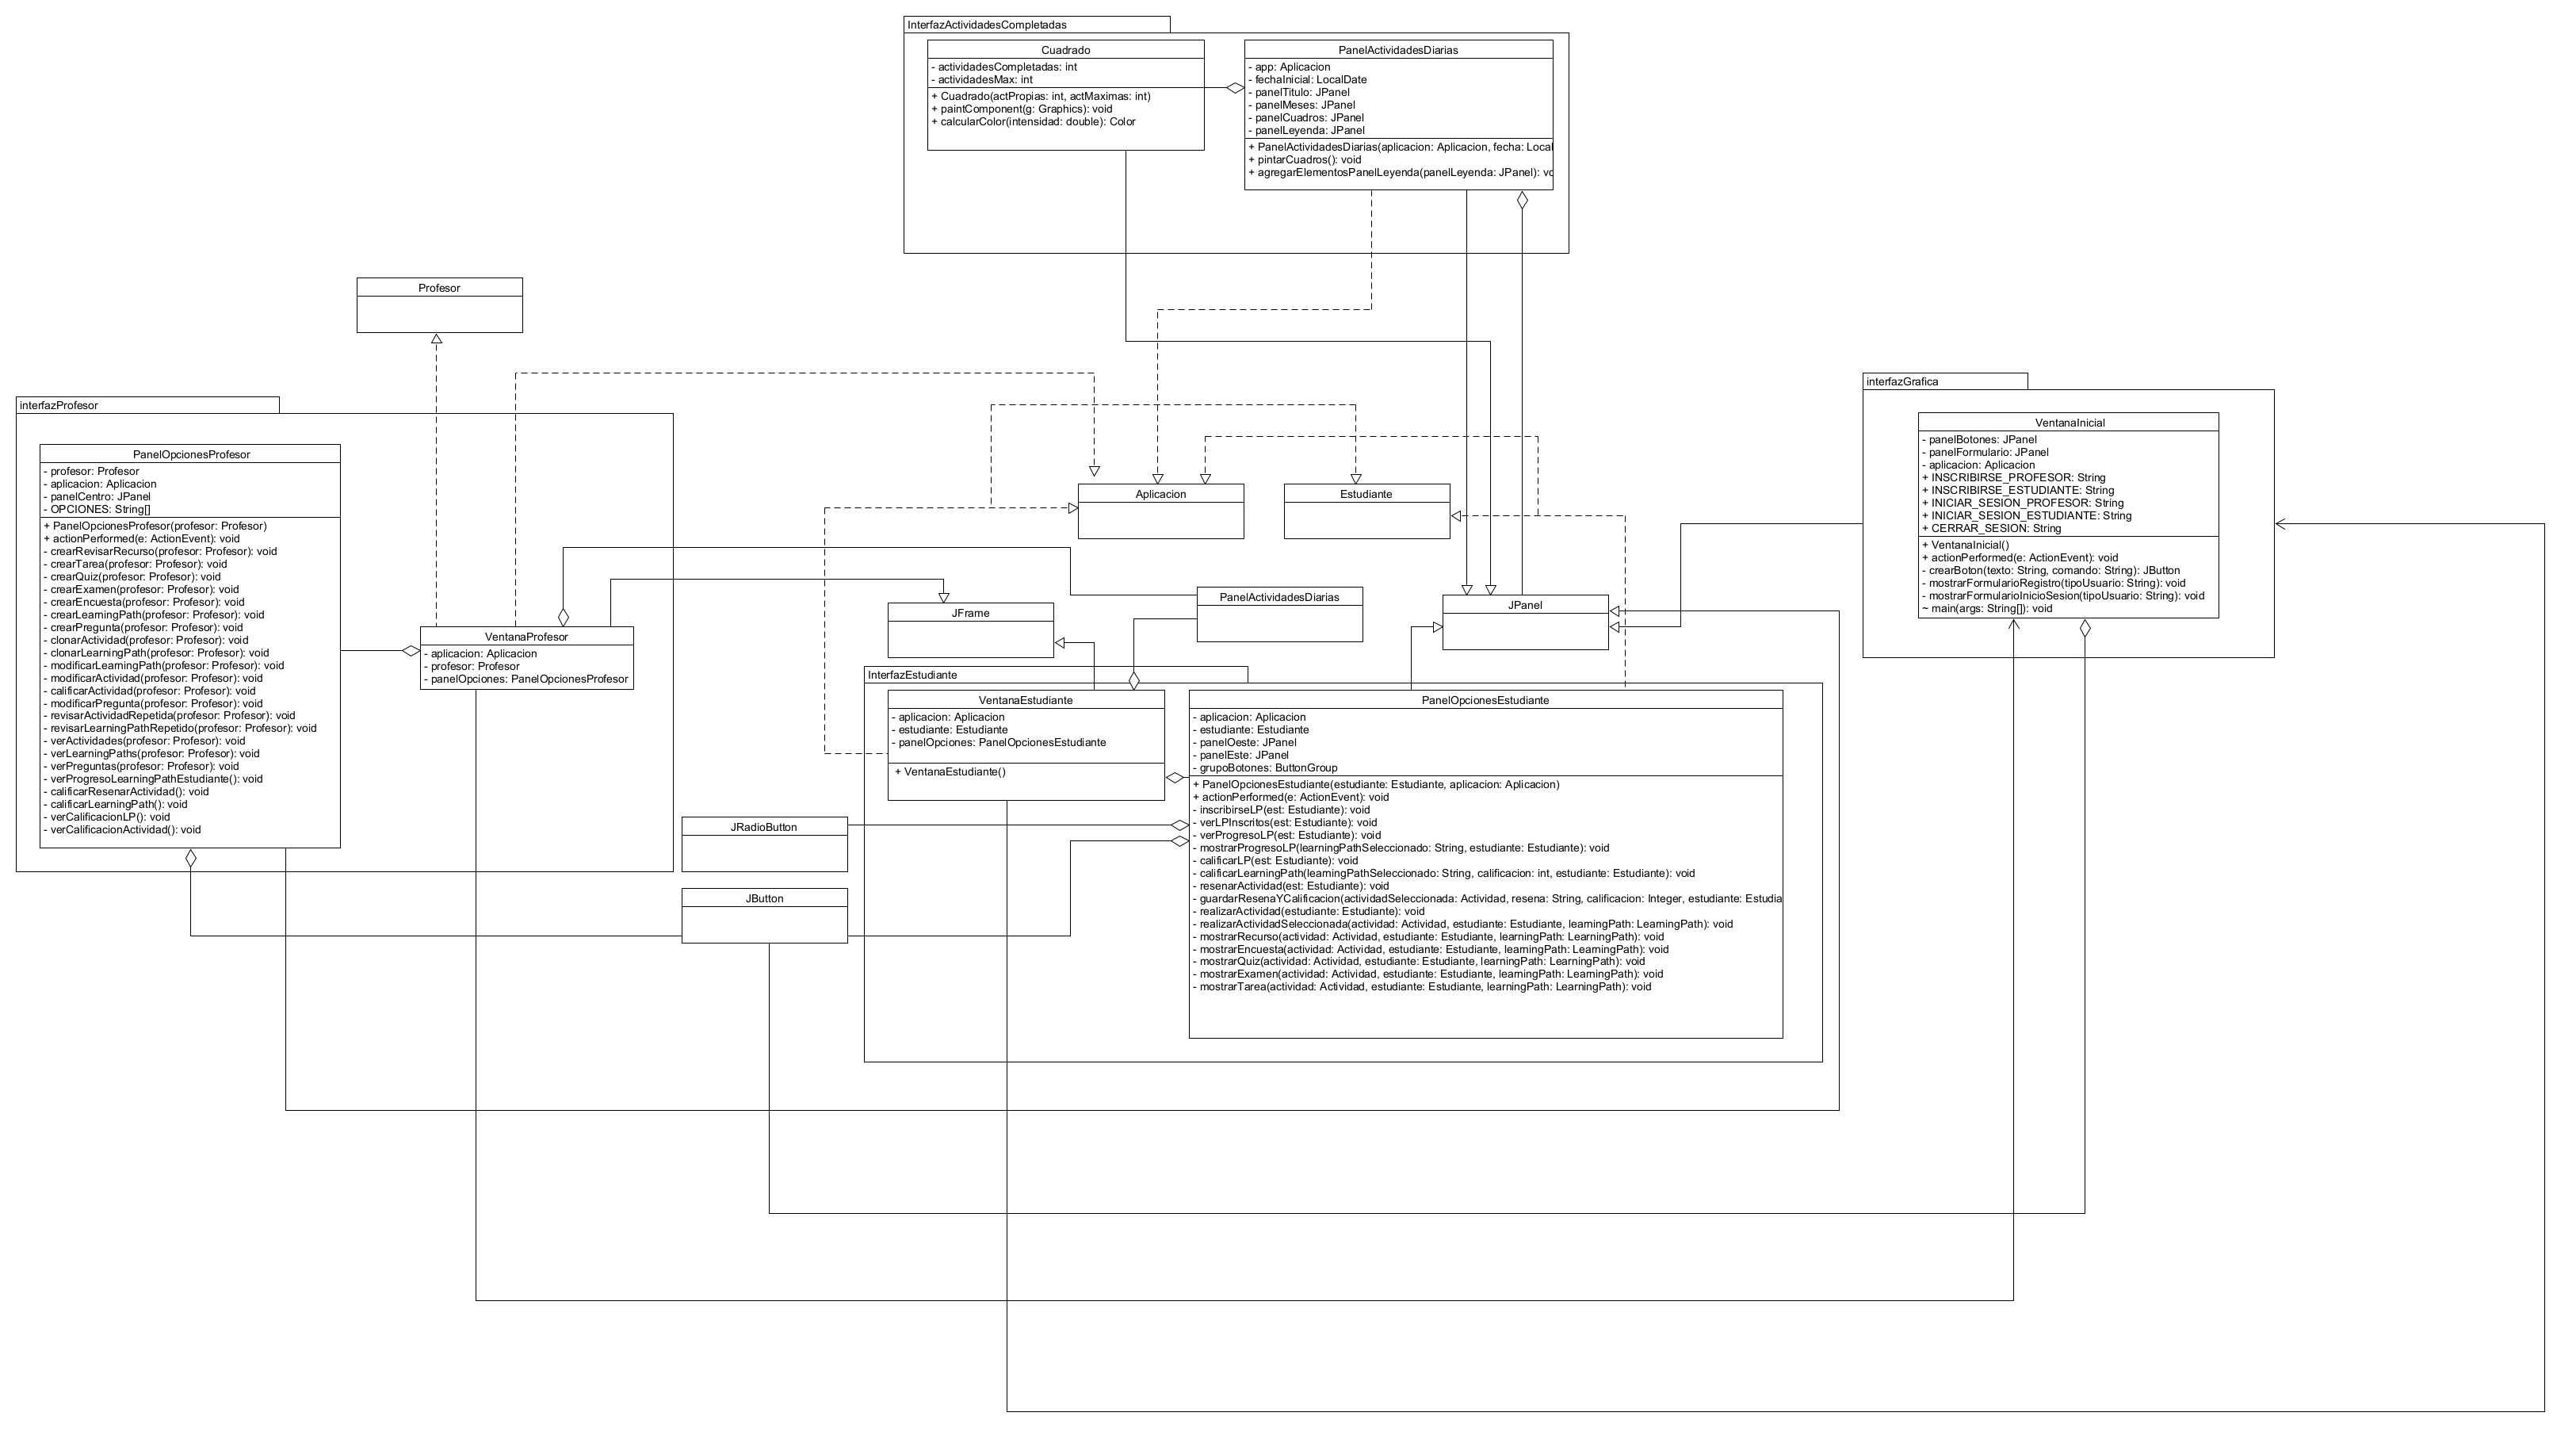 InterfazActividadesCompletadas
Cuadrado
- actividadesCompletadas: int
- actividadesMax: int
+ Cuadrado(actPropias: int, actMaximas: int)
+ paintComponent(g: Graphics): void
+ calcularColor(intensidad: double): Color
PanelActividadesDiarias
- app: Aplicacion
- fechaInicial: LocalDate
- panelTitulo: JPanel
- panelMeses: JPanel
- panelCuadros: JPanel
- panelLeyenda: JPanel
+ PanelActividadesDiarias(aplicacion: Aplicacion, fecha: Local
+ pintarCuadros(): void
+ agregarElementosPanelLeyenda(panelLeyenda: JPanel): vo
Profesor
interfazProfesor
PanelOpcionesProfesor
- profesor: Profesor
- aplicacion: Aplicacion
- panelCentro: JPanel
- OPCIONES: String[]
+ PanelOpcionesProfesor(profesor: Profesor)
+ actionPerformed(e: ActionEvent): void
- crearRevisarRecurso(profesor: Profesor): void
- crearTarea(profesor: Profesor): void
- crearQuiz(profesor: Profesor): void
- crearExamen(profesor: Profesor): void
- crearEncuesta(profesor: Profesor): void
- crearLearningPath(profesor: Profesor): void
- crearPregunta(profesor: Profesor): void
- clonarActividad(profesor: Profesor): void
- clonarLearningPath(profesor: Profesor): void
- modificarLearningPath(profesor: Profesor): void
- modificarActividad(profesor: Profesor): void
- calificarActividad(profesor: Profesor): void
- modificarPregunta(profesor: Profesor): void
- revisarActividadRepetida(profesor: Profesor): void
- revisarLearningPathRepetido(profesor: Profesor): void
- verActividades(profesor: Profesor): void
- verLearningPaths(profesor: Profesor): void
- verPreguntas(profesor: Profesor): void
- verProgresoLearningPathEstudiante(): void
- calificarResenarActividad(): void
- calificarLearningPath(): void
- verCalificacionLP(): void
- verCalificacionActividad(): void
VentanaProfesor
- aplicacion: Aplicacion
- profesor: Profesor
- panelOpciones: PanelOpcionesProfesor
Aplicacion
Estudiante
JFrame
PanelActividadesDiarias
JPanel
interfazGrafica
VentanaInicial
- panelBotones: JPanel
- panelFormulario: JPanel
- aplicacion: Aplicacion
+ INSCRIBIRSE_PROFESOR: String
+ INSCRIBIRSE_ESTUDIANTE: String
+ INICIAR_SESION_PROFESOR: String
+ INICIAR_SESION_ESTUDIANTE: String
+ CERRAR_SESION: String
+ VentanaInicial()
+ actionPerformed(e: ActionEvent): void
- crearBoton(texto: String, comando: String): JButton
- mostrarFormularioRegistro(tipoUsuario: String): void
- mostrarFormularioInicioSesion(tipoUsuario: String): void
~ main(args: String[]): void
InterfazEstudiante
VentanaEstudiante
- aplicacion: Aplicacion
- estudiante: Estudiante
- panelOpciones: PanelOpcionesEstudiante
+ VentanaEstudiante()
PanelOpcionesEstudiante
- aplicacion: Aplicacion
- estudiante: Estudiante
- panelOeste: JPanel
- panelEste: JPanel
- grupoBotones: ButtonGroup
+ PanelOpcionesEstudiante(estudiante: Estudiante, aplicacion: Aplicacion)
+ actionPerformed(e: ActionEvent): void
- inscribirseLP(est: Estudiante): void
- verLPInscritos(est: Estudiante): void
- verProgresoLP(est: Estudiante): void
- mostrarProgresoLP(learningPathSeleccionado: String, estudiante: Estudiante): void
- calificarLP(est: Estudiante): void
- calificarLearningPath(learningPathSeleccionado: String, calificacion: int, estudiante: Estudiante): void
- resenarActividad(est: Estudiante): void
- guardarResenaYCalificacion(actividadSeleccionada: Actividad, resena: String, calificacion: Integer, estudiante: Estudia
- realizarActividad(estudiante: Estudiante): void
- realizarActividadSeleccionada(actividad: Actividad, estudiante: Estudiante, learningPath: LearningPath): void
- mostrarRecurso(actividad: Actividad, estudiante: Estudiante, learningPath: LearningPath): void
- mostrarEncuesta(actividad: Actividad, estudiante: Estudiante, learningPath: LearningPath): void
- mostrarQuiz(actividad: Actividad, estudiante: Estudiante, learningPath: LearningPath): void
- mostrarExamen(actividad: Actividad, estudiante: Estudiante, learningPath: LearningPath): void
- mostrarTarea(actividad: Actividad, estudiante: Estudiante, learningPath: LearningPath): void
JRadioButton
JButton